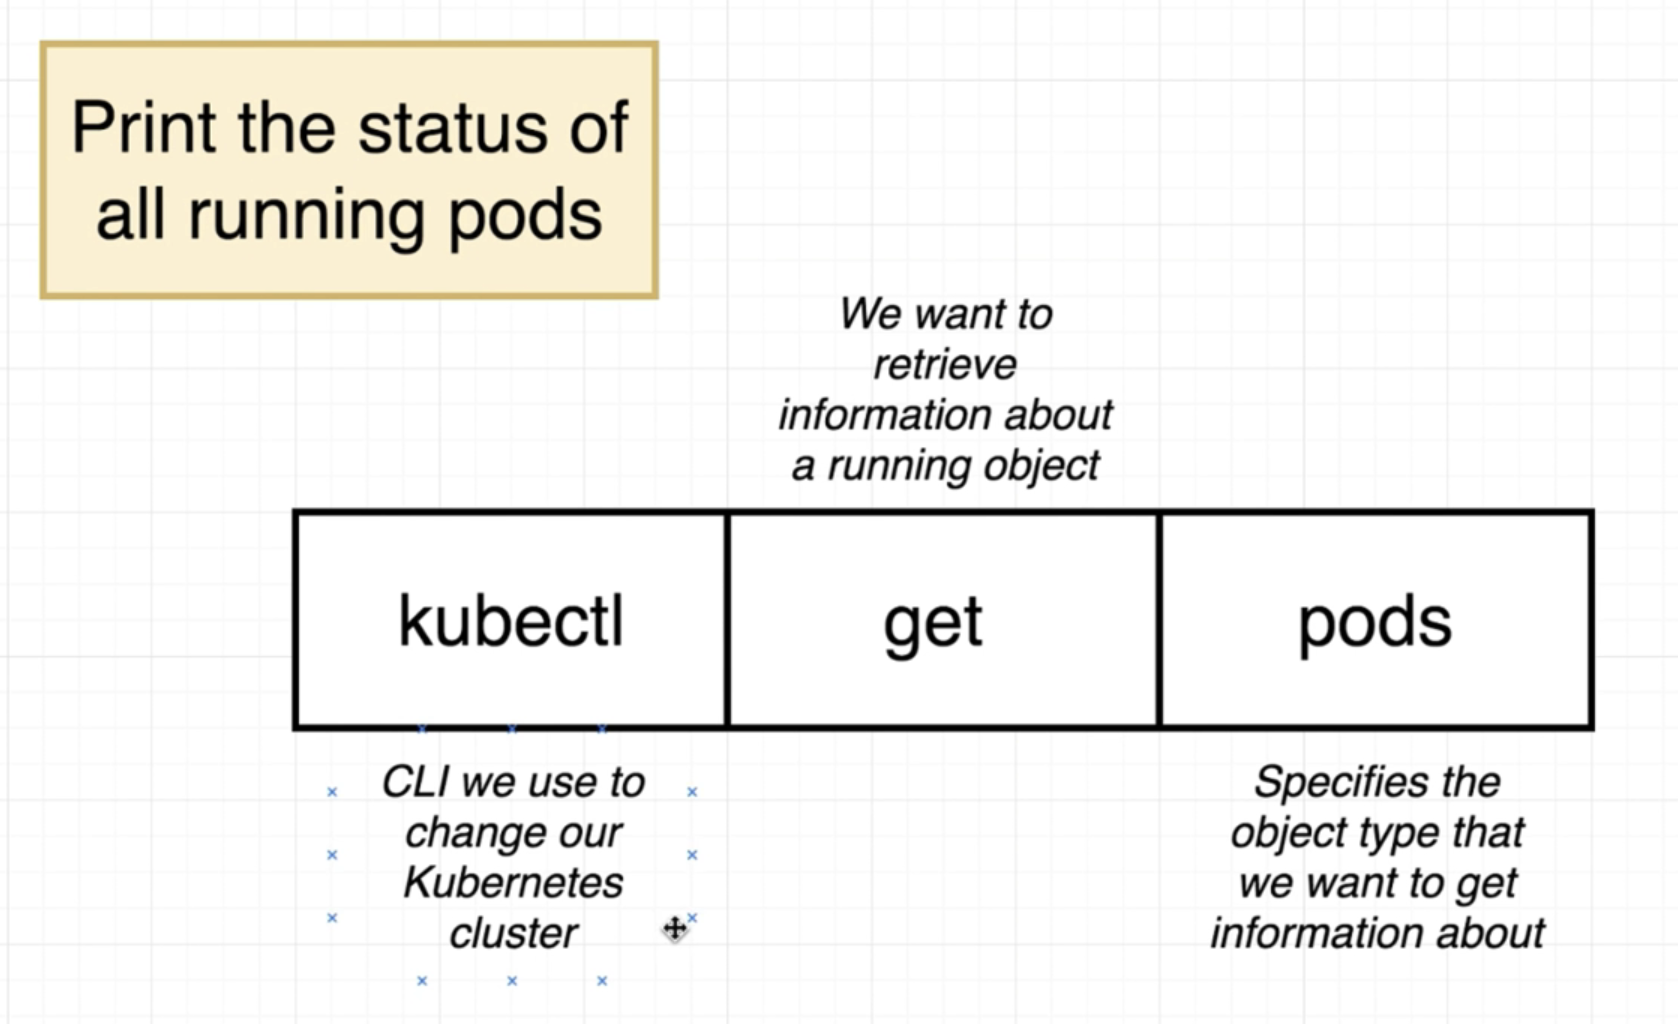 Print the status of
all running pods
We want to
retrieve
information about
a running object
kubectl
get
pods
CLI we use to
change our
Kubernetes
cluster
Specifies the
object type that
we want to get
information about